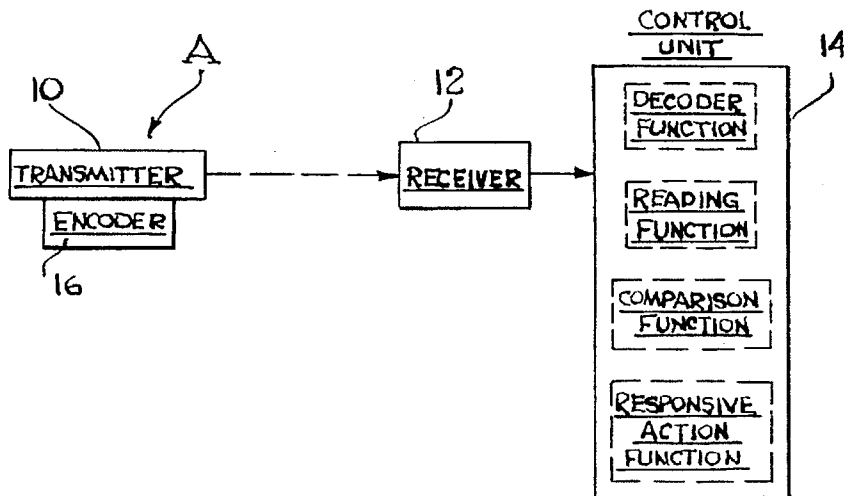 A
10
TRANSMITTER
ENCODER
16
12
RECEIVER
CONTROL
UNIT
14
DECODER
FUNCTION
READING
FUNCTION
COMPARISON
FUNCTION
RESPONSIVE
ACTION
FUNCTION